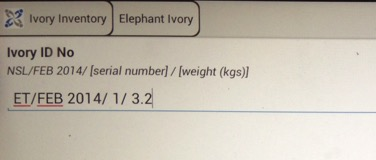 Ivory Inventory Elephant Ivory
Ivory ID No
NSL/FEB 2014/ [serial number] / [weight (kgs)]
ET/FEB 2014/ 1/ 3.2